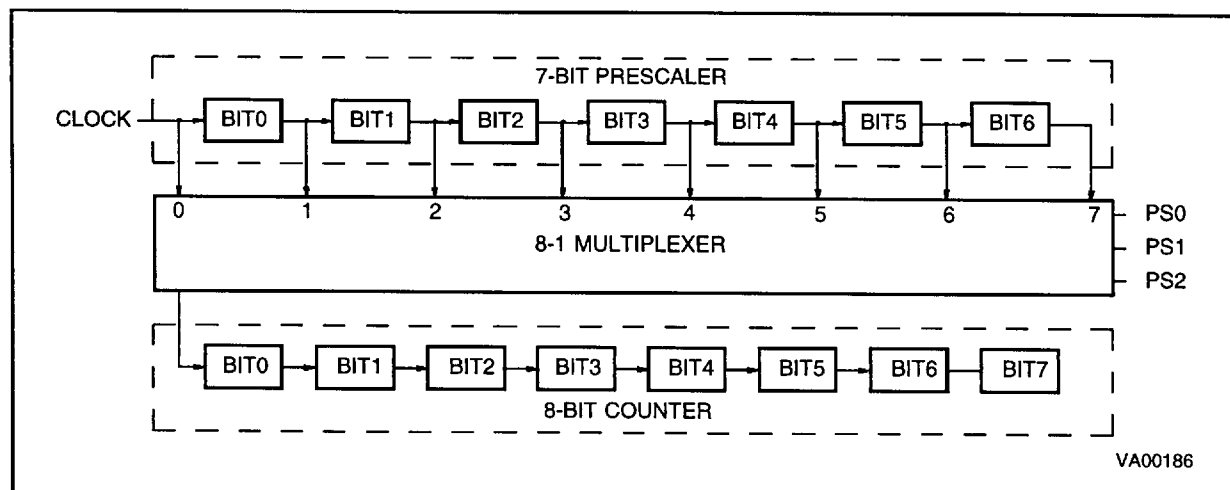 7-BIT PRESCALER
CLOCK BIT0 BIT1 BIT2 BIT3 BIT4 BIT5 BIT6
0 1 2 3 4 5 6 7 PS0
8-1 MULTIPLEXER PS1
PS2
BIT0 BIT1 BIT2 BIT3 BIT4 BIT5 BIT6 BIT7
8-BIT COUNTER
VA00186